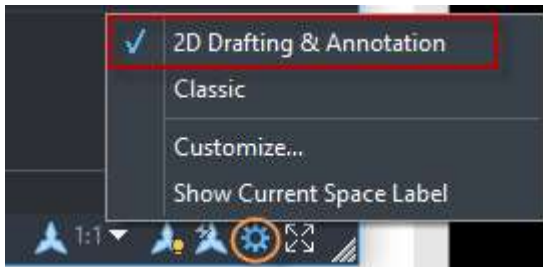 2D Drafting & Annotation
Classic
Customize...
Show Current Space Label
1:1